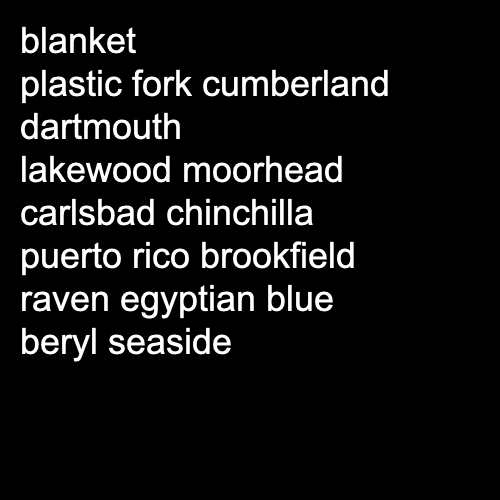 blanket
plastic fork cumberland
dartmouth
lakewood moorhead
carlsbad chinchilla
puerto rico brookfield
raven egyptian blue
beryl seaside